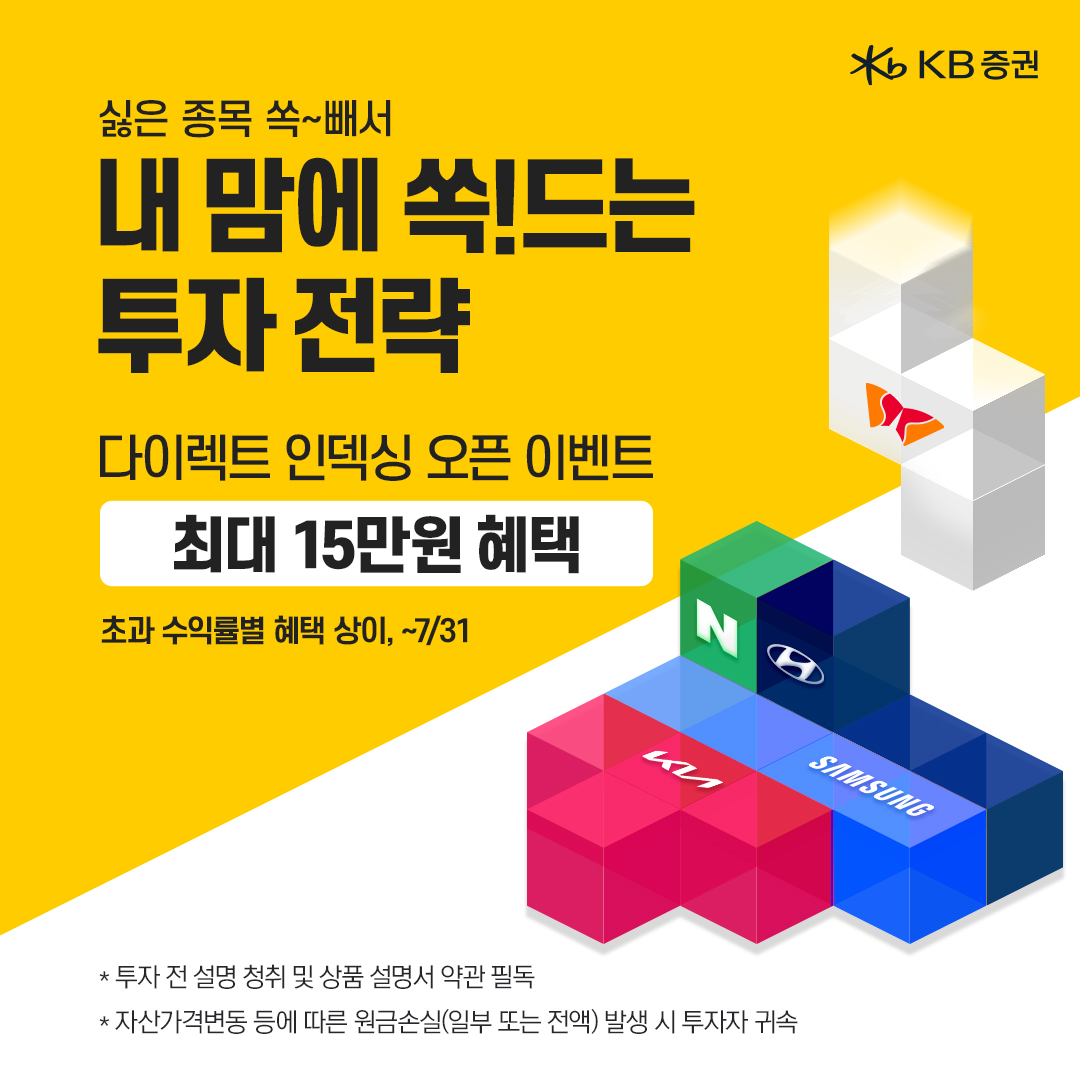 KB 증권
싫은 종목 쏙~빼서
내 맘에 쏙!드는
투자 전략
다이렉트 인덱싱 오픈 이벤트
최대 15만원 혜택
초과 수익률별 혜택 상이, ~7/31
N
KIA
SAMSUNG
* 투자 전 설명 청취 및 상품 설명서 약관 필독
* 자산가격변동 등에 따른 원금손실(일부 또는 전액) 발생 시 투자자 귀속